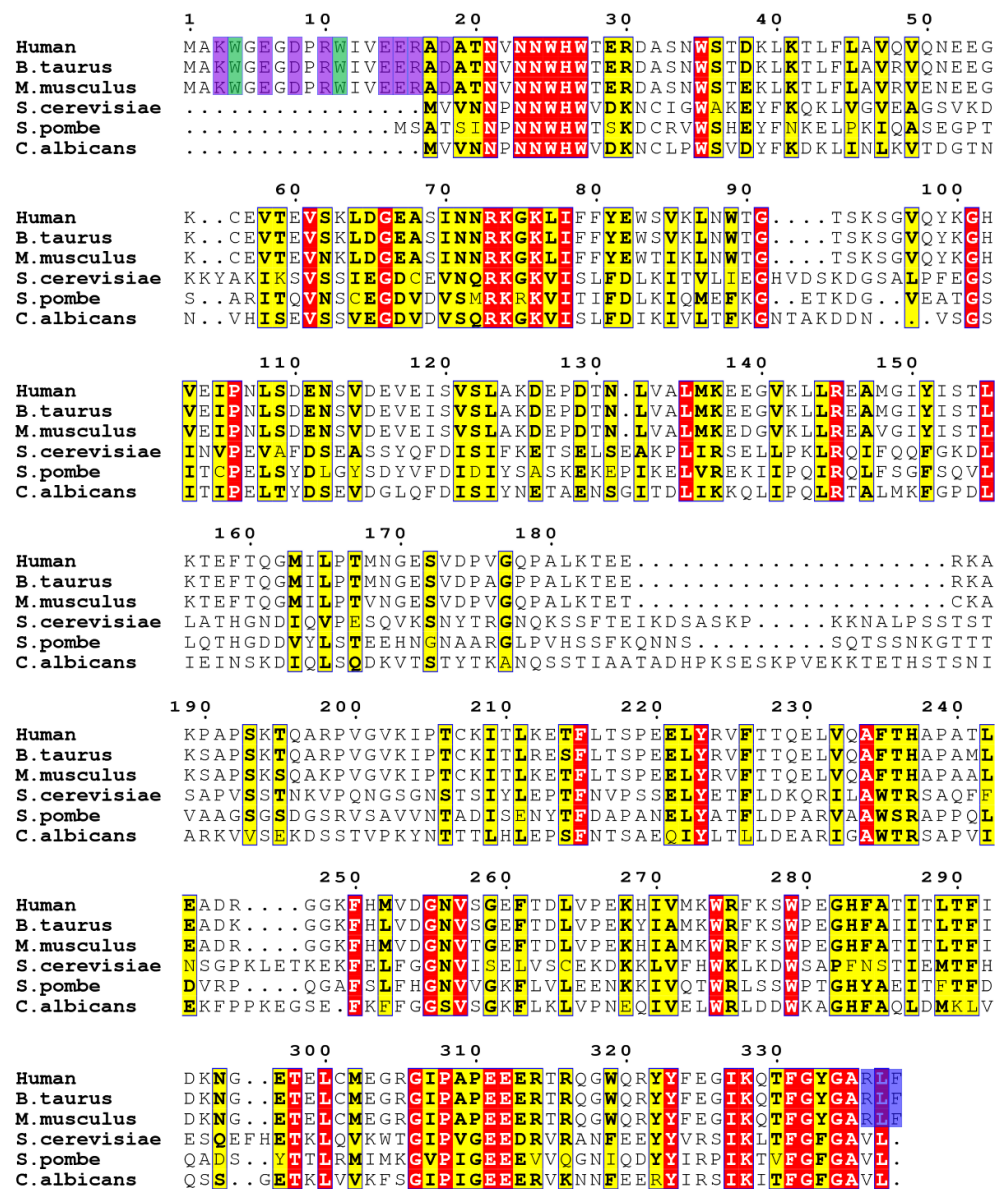 1 10 20 30 40 50
Human MAKWGEGDPRWIVEERADATNVNNWHWTERDASNWSTDKLKTLFLAVQVQNEEG
B.taurus MAKWGEGDPRWIVEERADATNVNNWHWTERDASNWSTDKLKTLFLAVRVQNEEG
M.musculus MAKWGEGDPRWIVEERADATNVNNWHWTERDASNWSTEKLKTLFLAVRVENEEG
S.cerevisiae ................MVVNNPNNWHWVDKNCIGWAKEYFKQKLVGVEAGSVKD
S.pombe ..............MSATSINPNNWHWTSKDCRVWSHEYFNKELPKIQASEGPT
C.albicans ................MVVNNPNNWHWVDKNCLPWSVDYFKDKLINLKVTDGTN
60 70 80 90 100
Human K..CEVTEVSKLDGEASINNRKGKLIFFYEWSVKLNWTG....TSKSGVQYKGH
B.taurus K..CEVTEVSKLDGEASINNRKGKLIFFYEWSVKLNWTG....TSKSGVQYKGH
M.musculus K..CEVTEVNKLDGEASINNRKGKLIFFYEWTIKLNWTG....TSKSGVQYKGH
S.cerevisiae KKYAKIKSVSSIEGDCEVNQRKGKVISLFDLKITVLIEGHVDSKDGSALPFEGS
S.pombe S..ARITQVNSCEGDVDVSMRKRKVITIFDLKIQMEFKG..ETKDG..VEATGS
C.albicans N..VHISEVSSVEGDVDVSQRKGKVISLFDIKIVLTFKGNTAKDDN...VSGS
110 120 130 140 150
Human VEIPNLSDENSVDEVEISVSLAKDEPDTN.LVALMKEEGVKLLREAMGIYISTL
B.taurus VEIPNLSDENSVDEVEISVSLAKDEPDTN.LVALMKEEGVKLLREAMGIYISTL
M.musculus VEIPNLSDENSVDEVEISVSLAKDEPDTN.LVALMKEDGVKLLREAVGIYISTL
S.cerevisiae INVPEVAFDSEASSYQFDISIFKETSELSEAKPLIRSELLPKLRQIFQQFGKDL
S.pombe ITCPELSYDLGYSDYVFDIDIYSASKEKEPIKELVREKIIPQIRQLFSGFSQVL
C.albicans ITIPELTYDSEVDGLQFDISIYNETAENSGITDLIKKQLIPQLRTALMKFGPDL
160 170 180
Human KTEFTQGMILPTMNGESVDPVGQPALKTEE.....................RKA
B.taurus KTEFTQGMILPTMNGESVDPAGPPALKTEE.....................RKA
M.musculus KTEFTQGMILPTVNGESVDPVGQPALKTET.....................CKA
S.cerevisiae LATHGNDIQVPESQVKSNYTRGNQKSSFTEIKDSASKP...KKNALPSSTST
S.pombe LQTHGDDVYLSTEEHNGNAARGLPVHSSFKQNNS.........SQTSSNKGTTT
C.albicans IEINSKDIQLSQDKVTSTYTKANQSSTIAATADHPKSESKPVEKKTETHSTSNI
190 200 210 220 230 240
Human KPAPSKTQARPVGVKIPTCKITLKETFLTSPEELYRVFTTQELVQAFTHAPATL
B.taurus KSAPSKTQARPVGVKIPTCKITLRESFLTSPEELYRVFTTQELVQAFTHAPAML
M.musculus KSAPSKSQAKPVGVKIPTCKITLKETFLTSPEELYRVFTTQELVQAFTHAPAAL
S.cerevisiae SAPVSSTNKVPQNGSGNSTSIYLEPTFNVPSSELYETFLDKQRILAWTRSAQFF
S.pombe VAAGSGSDGSRVSAVVNTADISENYTFDAPANELYATFLDPARVAAWSRAPPQL
C.albicans ARKVVSEKDSSTVPKYNTTTLHLEPSFNTSAEQIYLTLLDEARIGAWTRSAPVI
250 260 270 280 290
Human EADR....GGKFHMVDGNVSGEFTDLVPEKHIVMKWRFKSWPEGHFATITLTFI
B.taurus EADK....GGKFHLVDGNVSGEFTDLVPEKYIAMKWRFKSWPEGHFATITLTFI
M.musculus EADR....GGKFHMVDGNVTGEFTDLVPEKHIAMKWRFKSWPEGHFATITLTFI
S.cerevisiae NSGPKLETKEKFELFGGNVISELVSCEKDKKLVFHWKLKDWSAPFNSTIEMTFH
S.pombe DVRP....QGAFSLFHGNVVGKFLVLEENKKIVQTWRLSSWPTGHYAEITFTFD
C.albicans EKFPPKEGSE.FKFFGGSVSGKFLKLVPNEQIVELWRLDDWKAGHFAQLDMKLV
300 310 320 330
Human DKNG..ETELCMEGRGIPAPEEERTRQGWQRYYFEGIKQTFGYGARLF
B.taurus DKNG..ETELCMEGRGIPAPEEERTRQGWQRYYFEGIKQTFGYGARLF
M.musculus DKNG..ETELCMEGRGIPAPEEERTRQGWQRYYFEGIKQTFGYGARLF
S.cerevisiae ESQEFHETKLQVKWTGIPVGEEDRVRANFEEYYVRSIKLTFGFGAVL.
S.pombe QADS..YTTLRMIMKGVPIGEEEVVQGNIQDYYIRPIKTVFGFGAVL.
C.albicans QSS..GETKLVVKFSGIPIGEEERVKNNFEERYIRSIKITFGFGAVL.